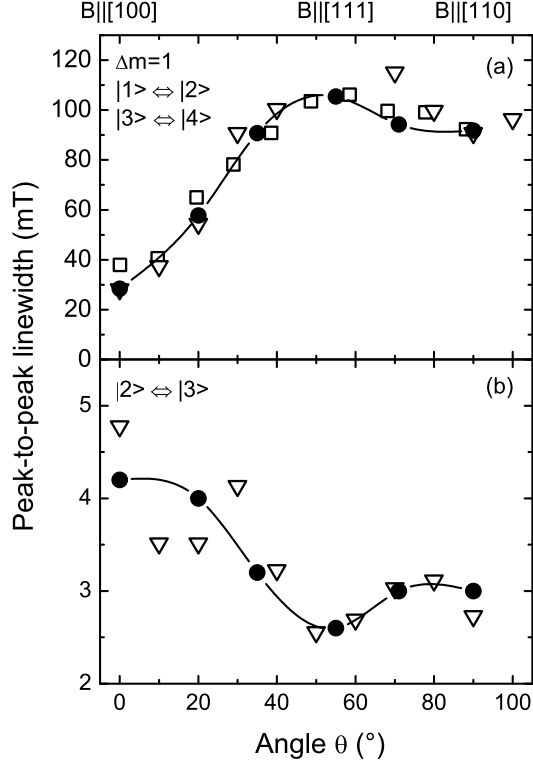 B||[100] B||[111] B||[110]
Δm=1
|1> ⇔ |2>
|3> ⇔ |4>
(a)
120
100
80
60
40
20
0
|2> ⇔ |3>
(b)
5
4
3
2
0 20 40 60 80 100
Peak-to-peak linewidth (mT)
Angle θ (°)